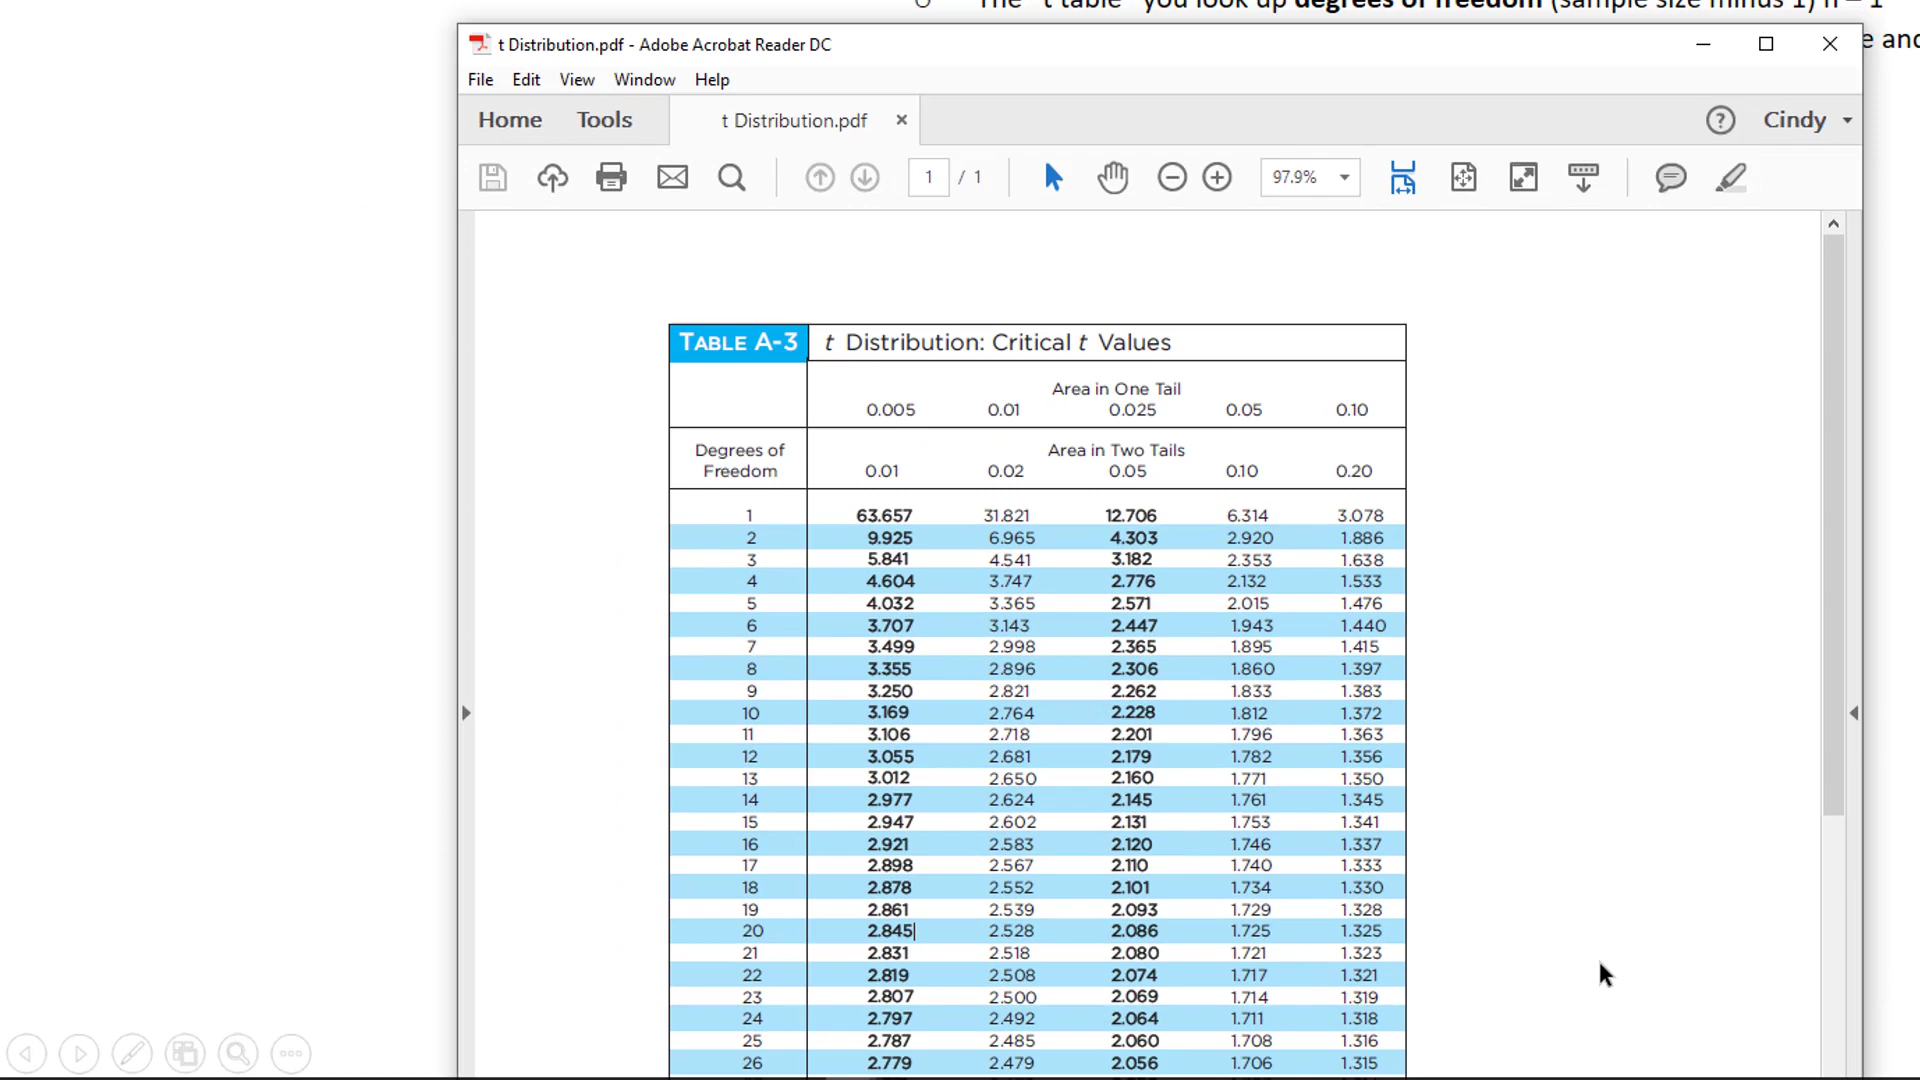 The "t table" you look up degrees of freedom (sample size minus 1) n – 1
e and
t Distribution.pdf - Adobe Acrobat Reader DC
File Edit View Window Help
Home Tools t Distribution.pdf × ? Cindy
1 / 1 97.9%
TABLE A-3 t Distribution: Critical t Values
Area in One Tail
0.005 0.01 0.025 0.05 0.10
Degrees of Freedom Area in Two Tails
0.01 0.02 0.05 0.10 0.20
1 63.657 31.821 12.706 6.314 3.078
2 9.925 6.965 4.303 2.920 1.886
3 5.841 4.541 3.182 2.353 1.638
4 4.604 3.747 2.776 2.132 1.533
5 4.032 3.365 2.571 2.015 1.476
6 3.707 3.143 2.447 1.943 1.440
7 3.499 2.998 2.365 1.895 1.415
8 3.355 2.896 2.306 1.860 1.397
9 3.250 2.821 2.262 1.833 1.383
10 3.169 2.764 2.228 1.812 1.372
11 3.106 2.718 2.201 1.796 1.363
12 3.055 2.681 2.179 1.782 1.356
13 3.012 2.650 2.160 1.771 1.350
14 2.977 2.624 2.145 1.761 1.345
15 2.947 2.602 2.131 1.753 1.341
16 2.921 2.583 2.120 1.746 1.337
17 2.898 2.567 2.110 1.740 1.333
18 2.878 2.552 2.101 1.734 1.330
19 2.861 2.539 2.093 1.729 1.328
20 2.845 2.528 2.086 1.725 1.325
21 2.831 2.518 2.080 1.721 1.323
22 2.819 2.508 2.074 1.717 1.321
23 2.807 2.500 2.069 1.714 1.319
24 2.797 2.492 2.064 1.711 1.318
25 2.787 2.485 2.060 1.708 1.316
26 2.779 2.479 2.056 1.706 1.315